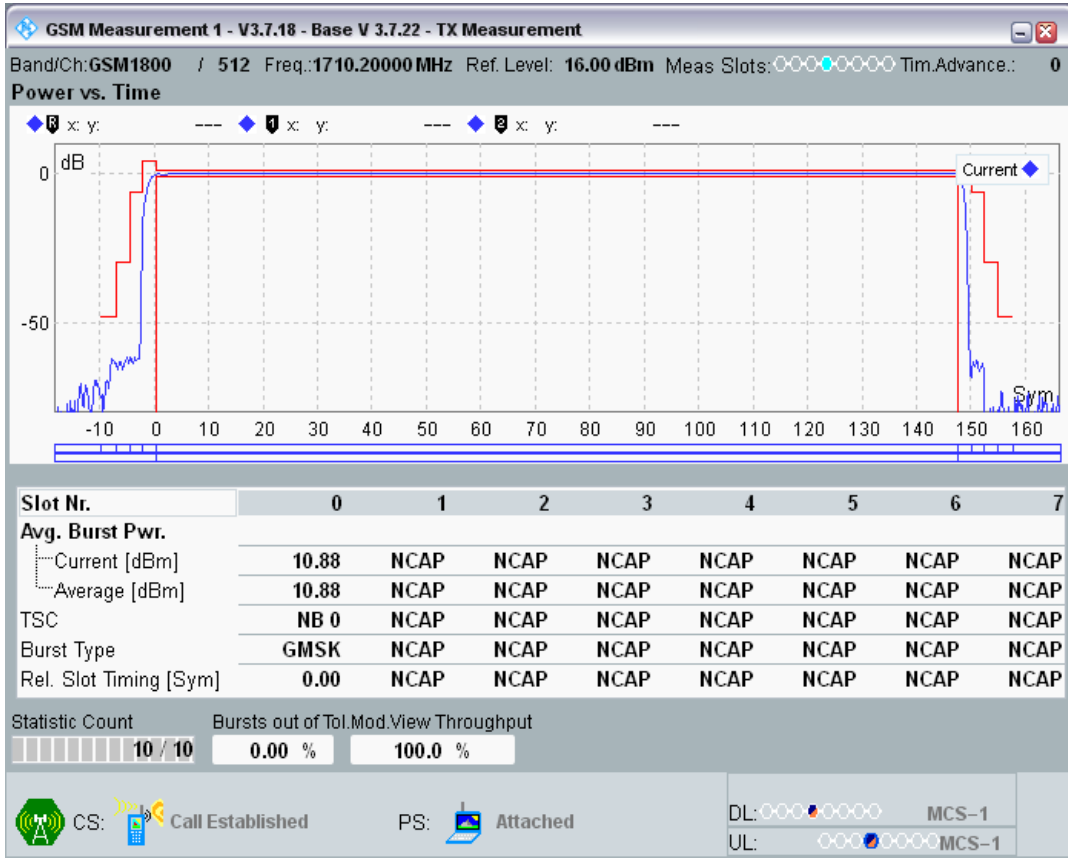 GSM Measurement 1 - V3.7.18 - Base V 3.7.22 - TX Measurement
Band/Ch:GSM1800 / 512 Freq.:1710.20000 MHz Ref. Level: 16.00 dBm Meas Slots: Tim.Advance.: 0
Power vs. Time
R x: y: --- 1 x: y: --- 2 x: y: ---
dB
Current
0
-50
Sym
-10 0 10 20 30 40 50 60 70 80 90 100 110 120 130 140 150 160
Slot Nr. 0 1 2 3 4 5 6 7
Avg. Burst Pwr.
Current [dBm] 10.88 NCAP NCAP NCAP NCAP NCAP NCAP NCAP
Average [dBm] 10.88 NCAP NCAP NCAP NCAP NCAP NCAP NCAP
TSC NB 0 NCAP NCAP NCAP NCAP NCAP NCAP NCAP
Burst Type GMSK NCAP NCAP NCAP NCAP NCAP NCAP NCAP
Rel. Slot Timing [Sym] 0.00 NCAP NCAP NCAP NCAP NCAP NCAP NCAP
Statistic Count Bursts out of Tol.Mod.View Throughput
10 / 10 0.00 % 100.0 %
CS: Call Established PS: Attached
DL: MCS-1
UL: MCS-1